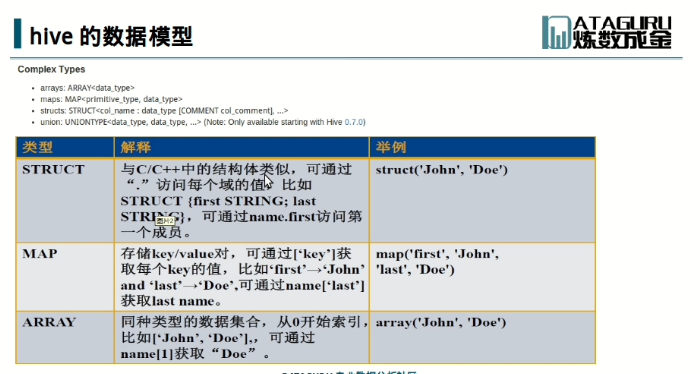 hive 的数据模型
DATAGURU
炼数成金
Complex Types
• arrays: ARRAY<data_type>
• maps: MAP<primitive_type, data_type>
• structs: STRUCT<col_name : data_type [COMMENT col_comment], ...>
• union: UNIONTYPE<data_type, data_type, ...> (Note: Only available starting with Hive 0.7.0)
类型 解释 举例
STRUCT
与C/C++中的结构体类似，可通过
“.”访问每个域的值，比如
STRUCT {first STRING; last
STRING}，可通过name.first访问第
一个成员。
struct('John', 'Doe')
图片2
MAP
存储key/value对，可通过['key']获
取每个key的值，比如‘first’→‘John’
and ‘last’→‘Doe’,可通过name[‘last’]
获取last name。
map('first', 'John',
'last', 'Doe')
ARRAY
同种类型的数据集合，从0开始索引，
比如[‘John’, ‘Doe’],，可通过
name[1]获取“Doe”。
array('John', 'Doe')